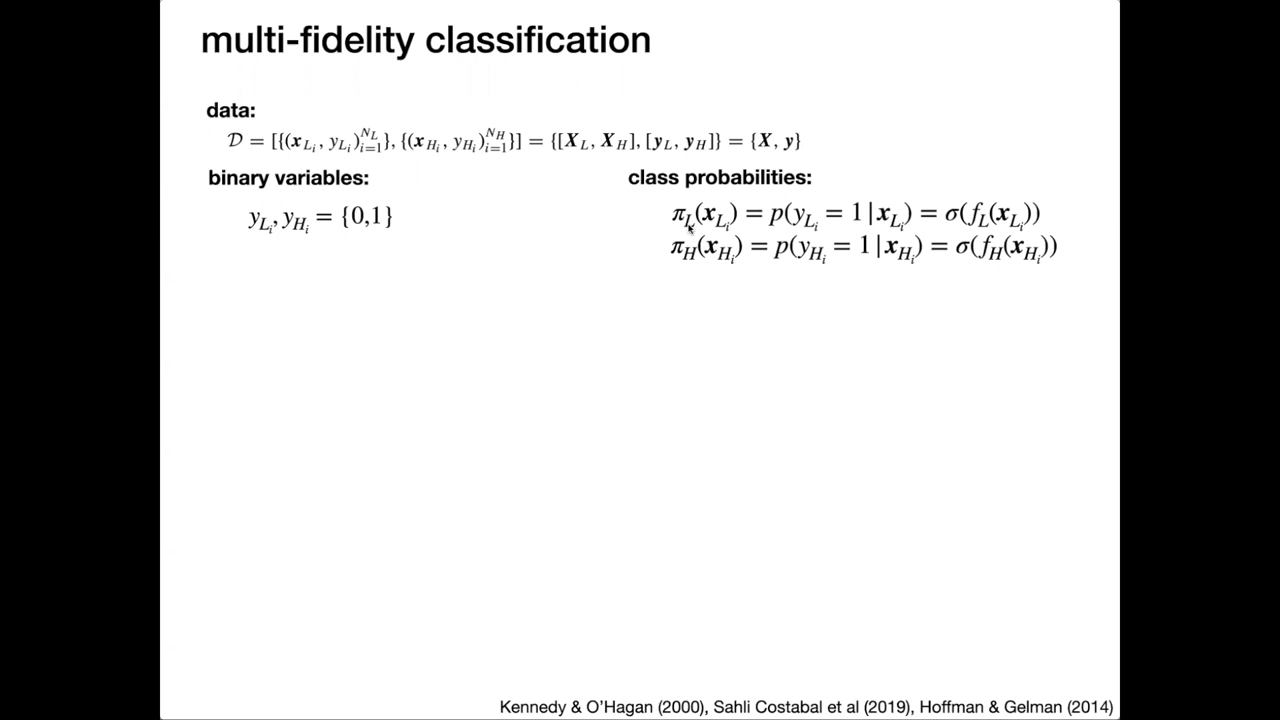 multi-fidelity classification
data:
𝒟 = [{(𝒙_{L_i}, y_{L_i})_{i=1}^{N_L}}, {(𝒙_{H_i}, y_{H_i})_{i=1}^{N_H}}] = {[𝑿_L, 𝑿_H], [𝒚_L, 𝒚_H]} = {𝑿, 𝒚}
binary variables:
y_{L_i}, y_{H_i} = {0,1}
class probabilities:
π_L(𝒙_{L_i}) = p(y_{L_i} = 1|𝒙_{L_i}) = σ(f_L(𝒙_{L_i}))
π_H(𝒙_{H_i}) = p(y_{H_i} = 1|𝒙_{H_i}) = σ(f_H(𝒙_{H_i}))
Kennedy & O'Hagan (2000), Sahli Costabal et al (2019), Hoffman & Gelman (2014)